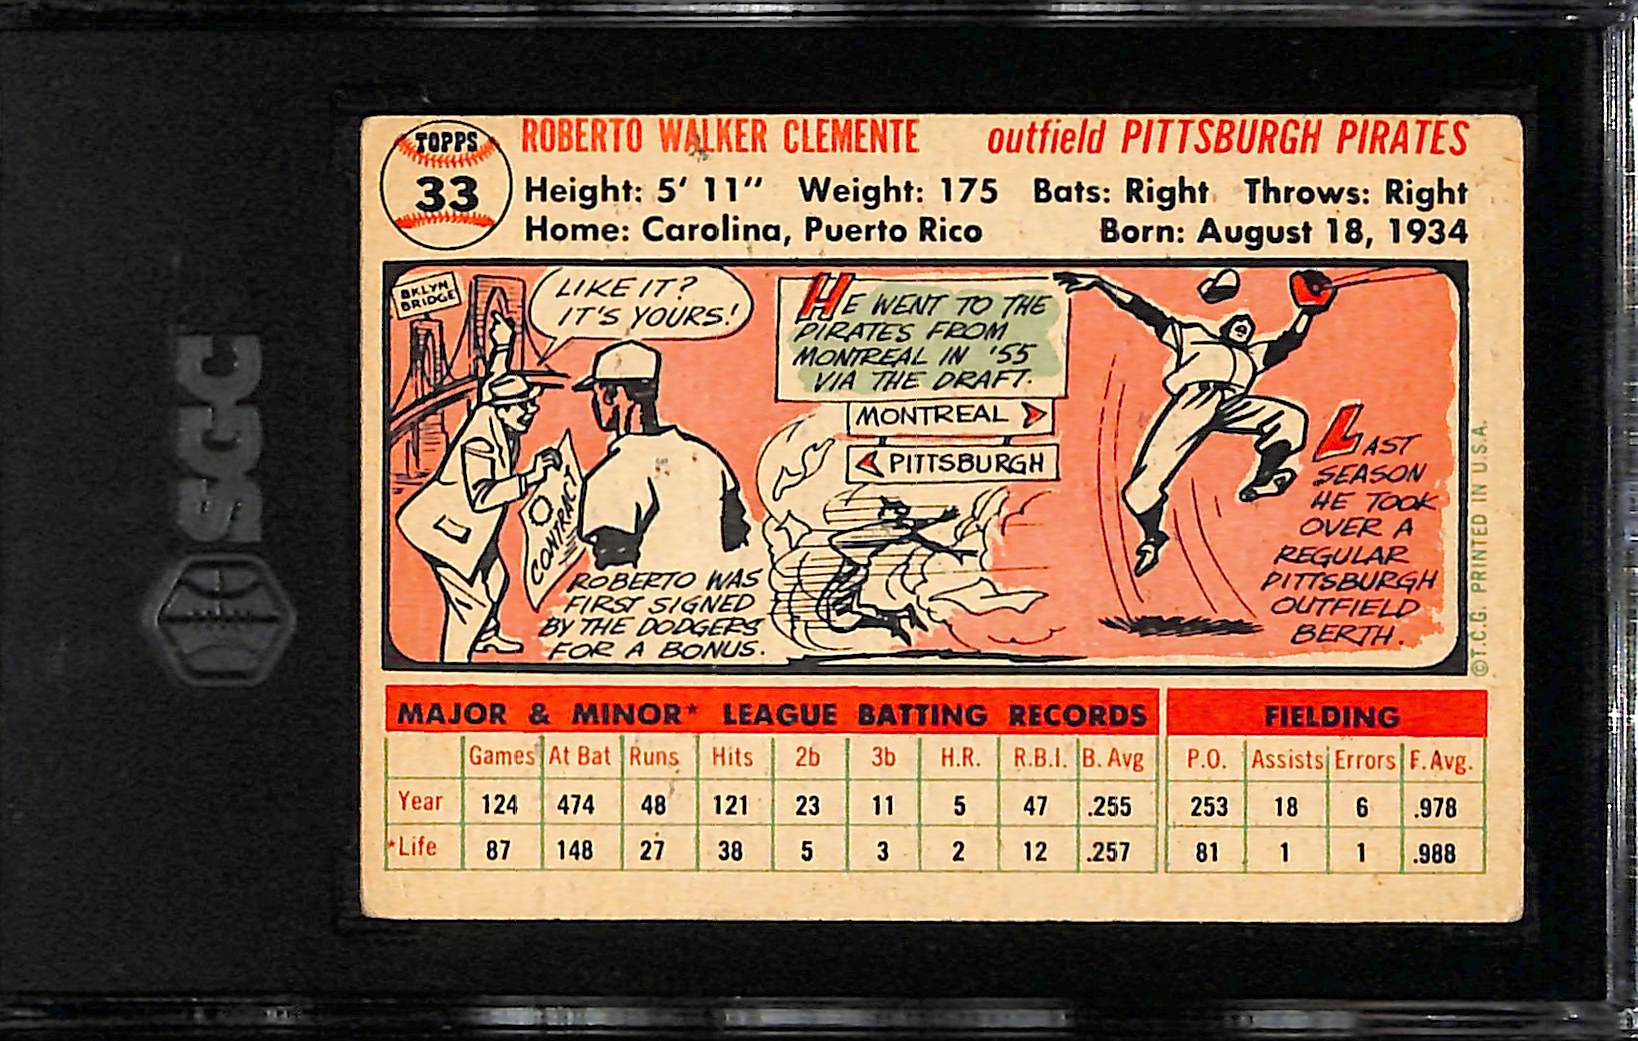 TOPPS
33
ROBERTO WALKER CLEMENTE outfield PITTSBURGH PIRATES
Height: 5' 11" Weight: 175 Bats: Right Throws: Right
Home: Carolina, Puerto Rico Born: August 18, 1934
BKLYN
BRIDGE
LIKE IT?
IT'S YOURS!
CONTRACT
ROBERTO WAS
FIRST SIGNED
BY THE DODGERS
FOR A BONUS.
HE WENT TO THE
PIRATES FROM
MONTREAL IN '55
VIA THE DRAFT.
MONTREAL
PITTSBURGH
LAST
SEASON
HE TOOK
OVER A
REGULAR
PITTSBURGH
OUTFIELD
BERTH.
©T.C.G. PRINTED IN U.S.A.
MAJOR & MINOR* LEAGUE BATTING RECORDS FIELDING
Games At Bat Runs Hits 2b 3b H.R. R.B.I. B. Avg P.O. Assists Errors F. Avg.
Year 124 474 48 121 23 11 5 47 .255 253 18 6 .978
*Life 87 148 27 38 5 3 2 12 .257 81 1 1 .988
SGC